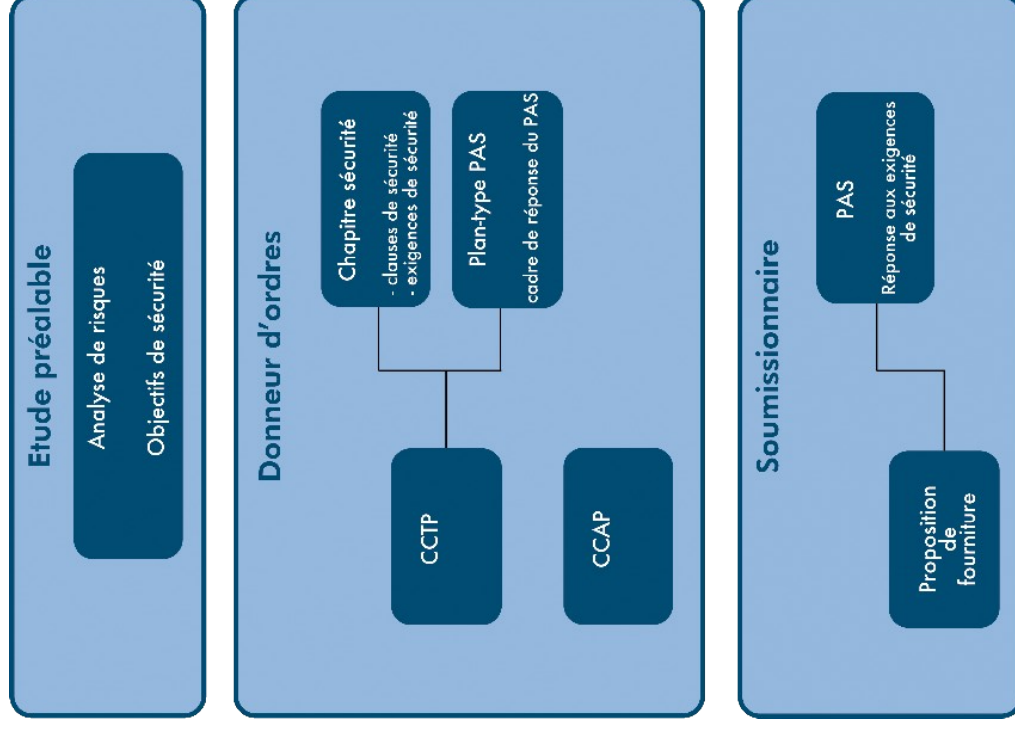 Etude préalable
Analyse de risques
Objectifs de sécurité
Donneur d'ordres
CCTP
Chapitre sécurité
- clauses de sécurité
- exigences de sécurité
Plan-type PAS
cadre de réponse du PAS
CCAP
Soumissionnaire
Proposition
de
fourniture
PAS
Réponse aux exigences
de sécurité